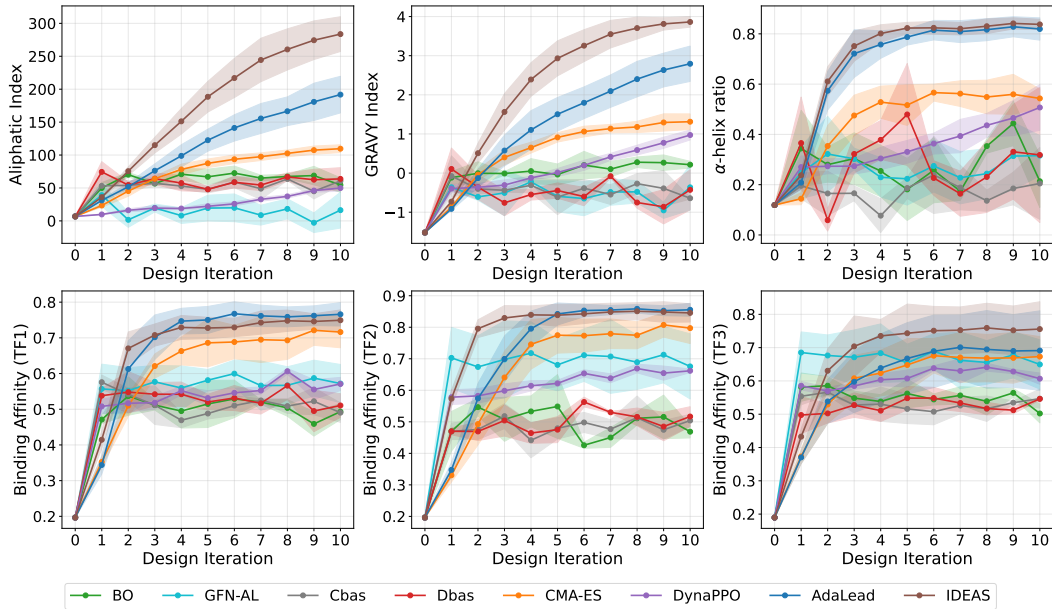 Aliphatic Index
300
250
200
150
100
50
0
0 1 2 3 4 5 6 7 8 9 10
Design Iteration
GRAVY Index
4
3
2
1
0
−1
0 1 2 3 4 5 6 7 8 9 10
Design Iteration
α-helix ratio
0.8
0.6
0.4
0.2
0.0
0 1 2 3 4 5 6 7 8 9 10
Design Iteration
Binding Affinity (TF1)
0.8
0.7
0.6
0.5
0.4
0.3
0.2
0 1 2 3 4 5 6 7 8 9 10
Design Iteration
Binding Affinity (TF2)
0.9
0.8
0.7
0.6
0.5
0.4
0.3
0.2
0 1 2 3 4 5 6 7 8 9 10
Design Iteration
Binding Affinity (TF3)
0.8
0.7
0.6
0.5
0.4
0.3
0.2
0 1 2 3 4 5 6 7 8 9 10
Design Iteration
BO GFN-AL Cbas Dbas CMA-ES DynaPPO AdaLead IDEAS